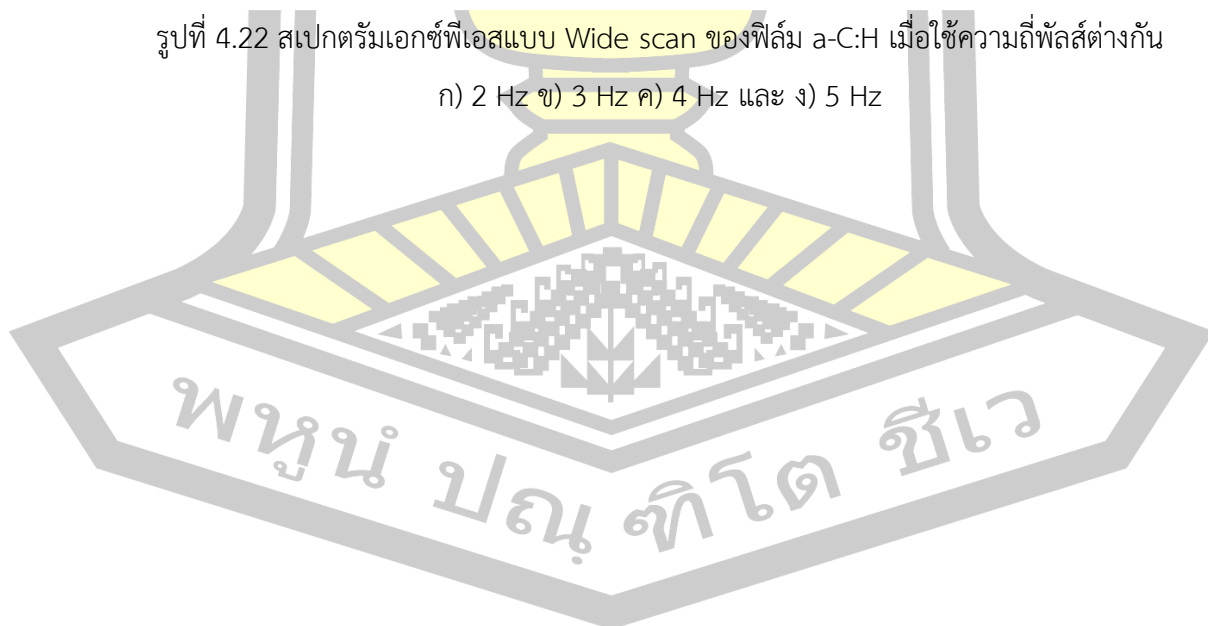 รูปที่ 4.22 สเปกตรัมเอกซ์พีเอสแบบ Wide scan ของฟิล์ม a-C:H เมื่อใช้ความถี่พัลส์ต่างกัน
ก) 2 Hz ข) 3 Hz ค) 4 Hz และ ง) 5 Hz
พหูนํ ปณฺฑิโต ชีเว